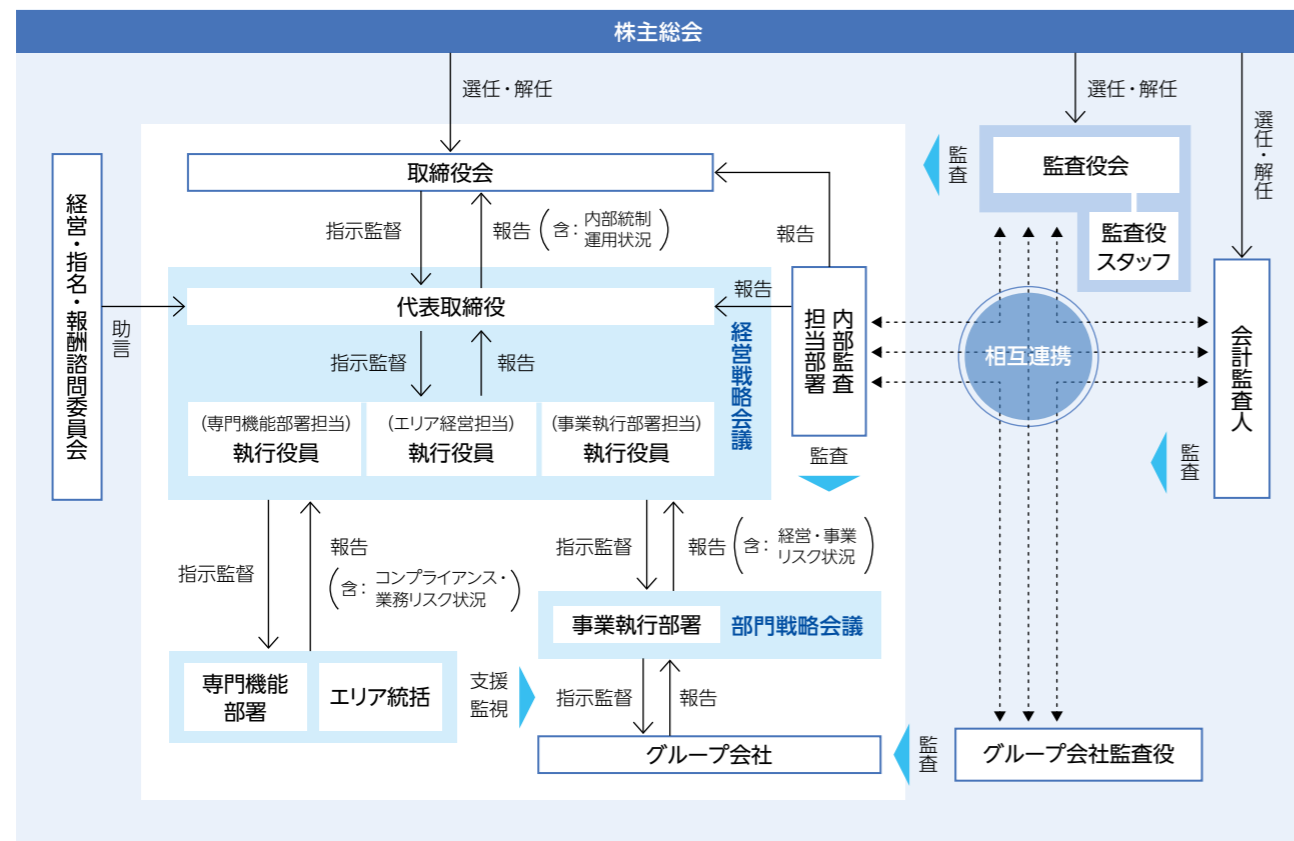 株主総会
選任・解任
選任・解任
選任・解任
経営・指名・報酬諮問委員会
助言
取締役会
指示監督
報告
(含：内部統制
運用状況)
報告
監査
監査役会
監査役
スタッフ
代表取締役
報告
指示監督
報告
経営戦略会議
(専門機能部署担当)
執行役員
(エリア経営担当)
執行役員
(事業執行部署担当)
執行役員
内部監査
担当部署
監査
相互連携
会計監査人
監査
指示監督
報告
(含：コンプライアンス・
業務リスク状況)
指示監督
報告
(含：経営・事業
リスク状況)
事業執行部署
部門戦略会議
専門機能
部署
エリア統括
支援
監視
指示監督
報告
グループ会社
監査
グループ会社監査役